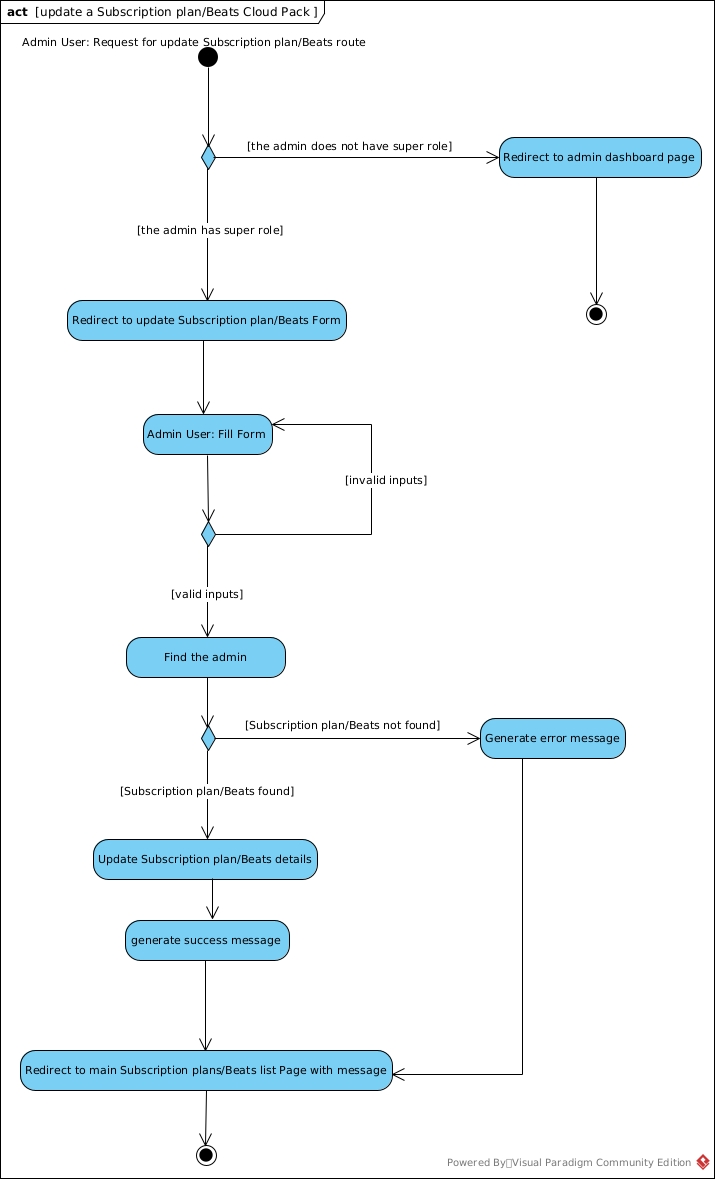 act [update a Subscription plan/Beats Cloud Pack ]
Admin User: Request for update Subscription plan/Beats route
[the admin does not have super role]
Redirect to admin dashboard page
[the admin has super role]
Redirect to update Subscription plan/Beats Form
Admin User: Fill Form
[invalid inputs]
[valid inputs]
Find the admin
[Subscription plan/Beats not found]
Generate error message
[Subscription plan/Beats found]
Update Subscription plan/Beats details
generate success message
Redirect to main Subscription plans/Beats list Page with message
Powered By Visual Paradigm Community Edition